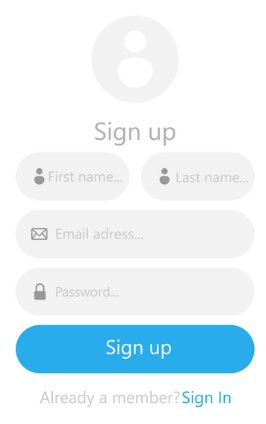 Sign up
First name... Last name...
Email adress...
Password...
Sign up
Already a member? Sign In